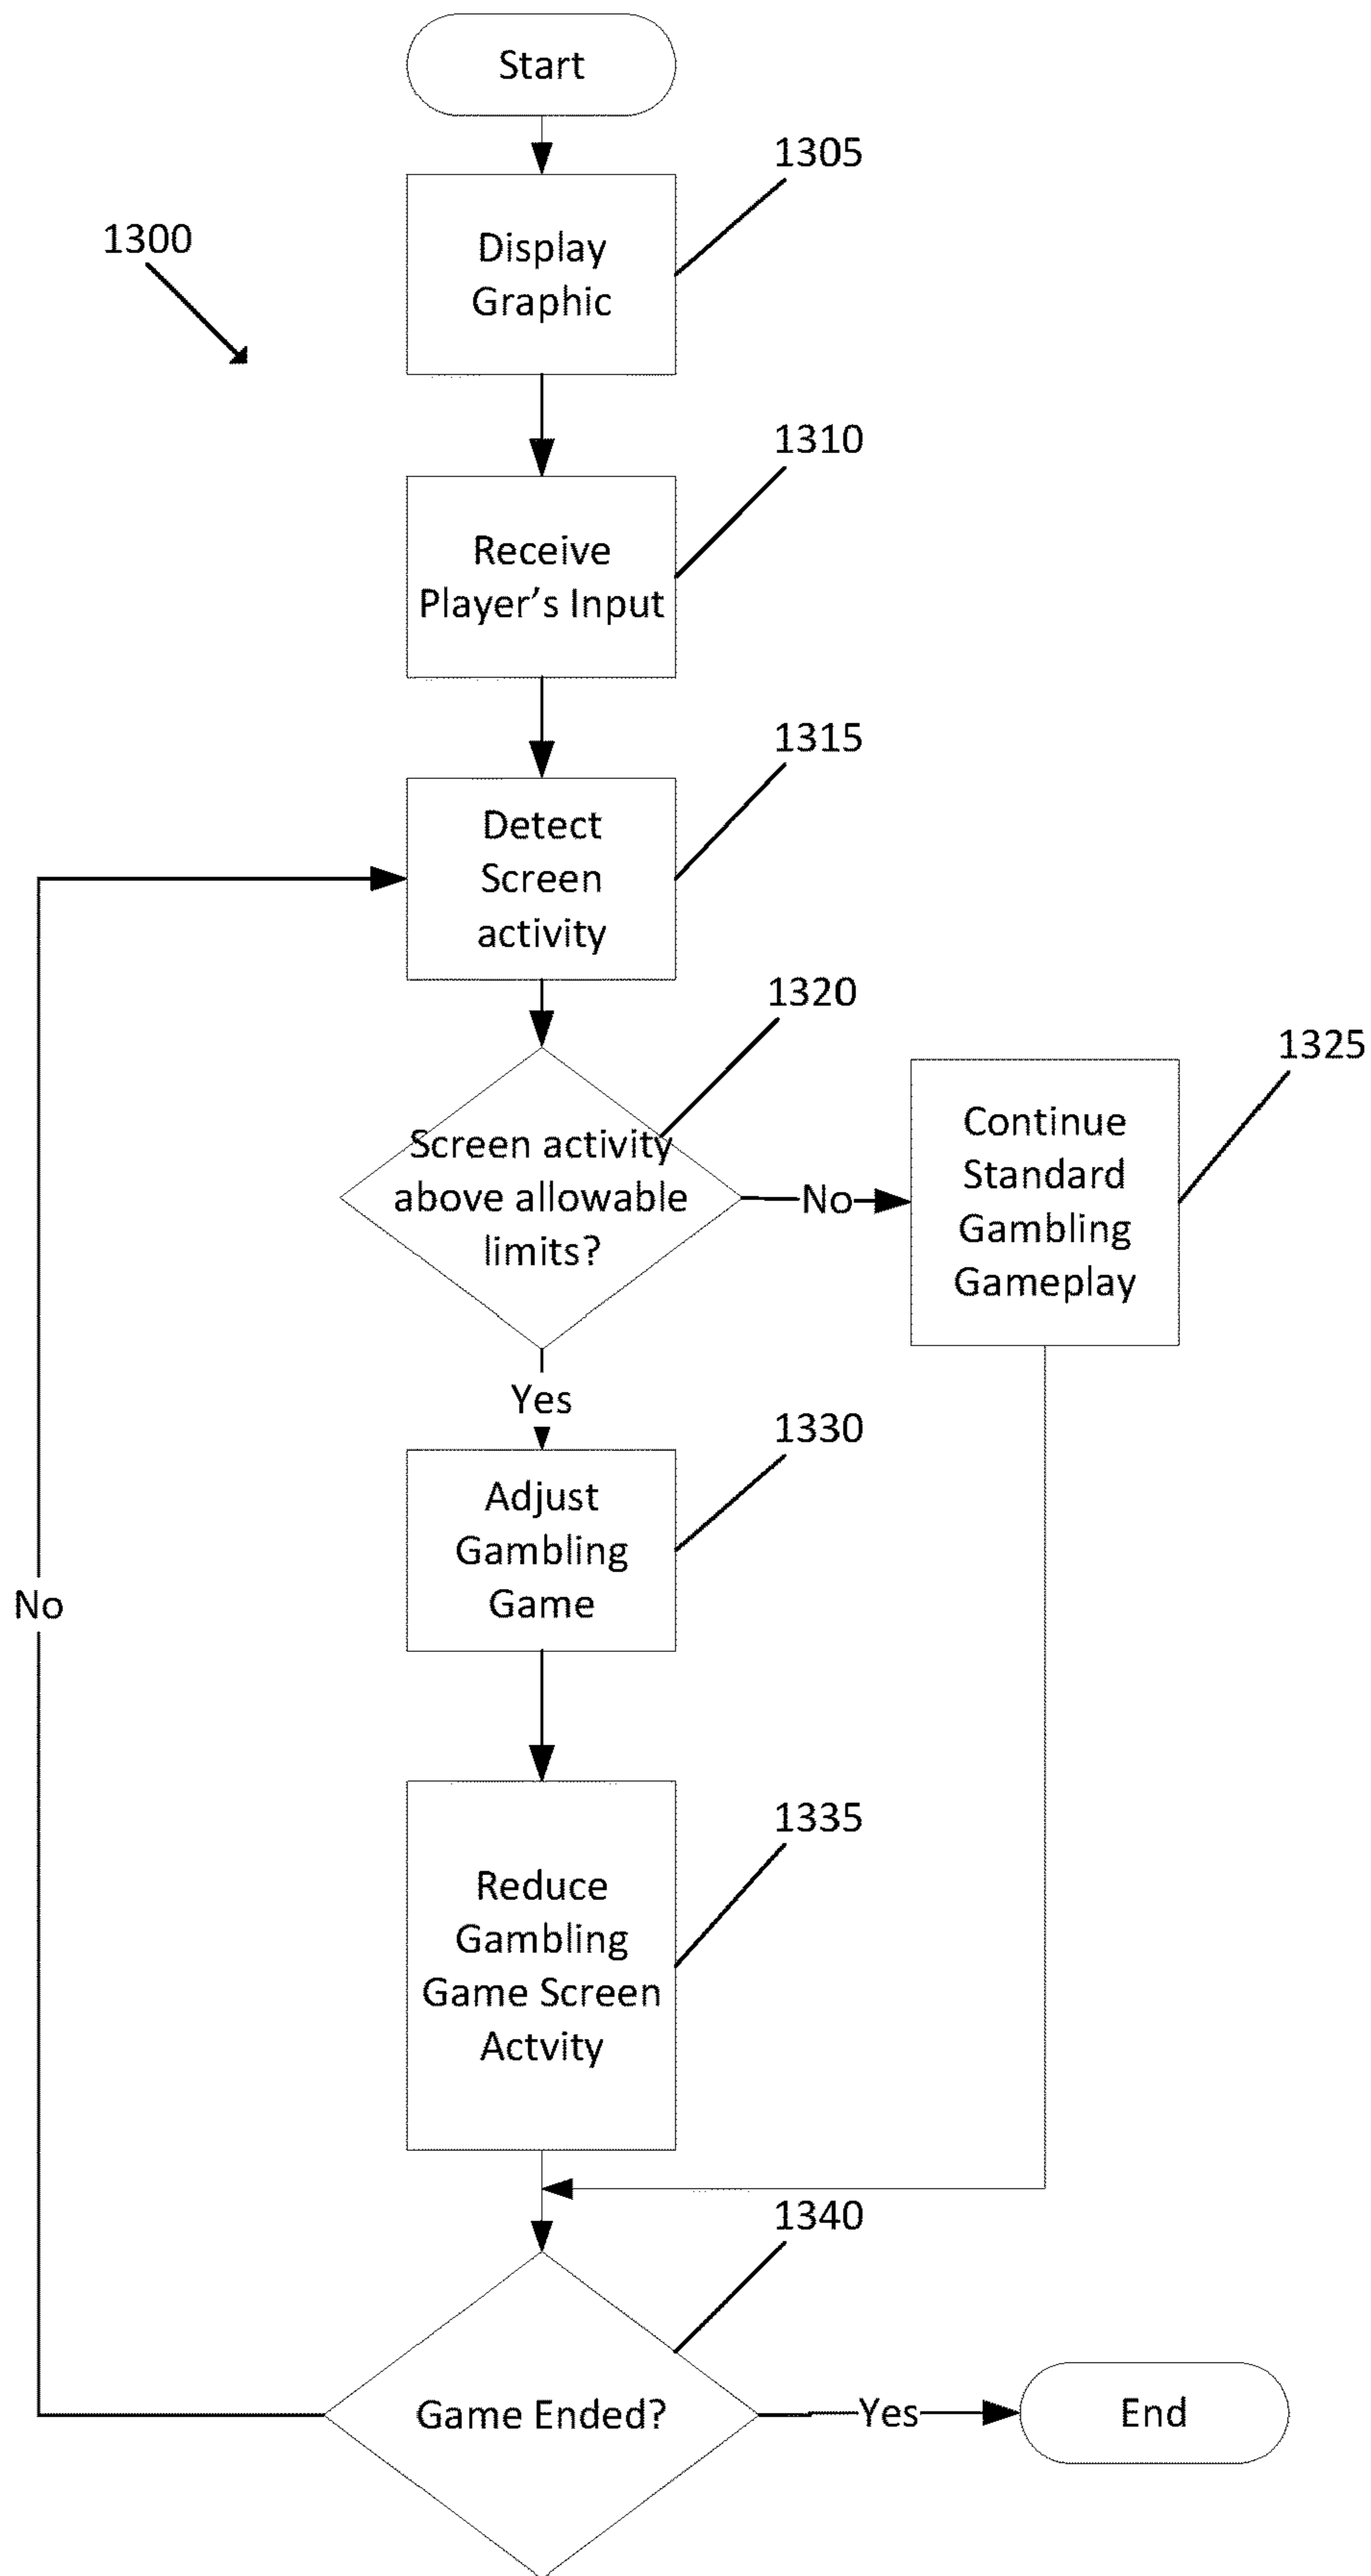 Start
1305
1300
Display
Graphic
1310
Receive
Player’s Input
1315
Detect
Screen
activity
1320
1325
Screen activity
above allowable
limits?
No
Continue
Standard
Gambling
Gameplay
Yes
1330
Adjust
Gambling
Game
No
1335
Reduce
Gambling
Game Screen
Actvity
1340
Game Ended?
Yes
End